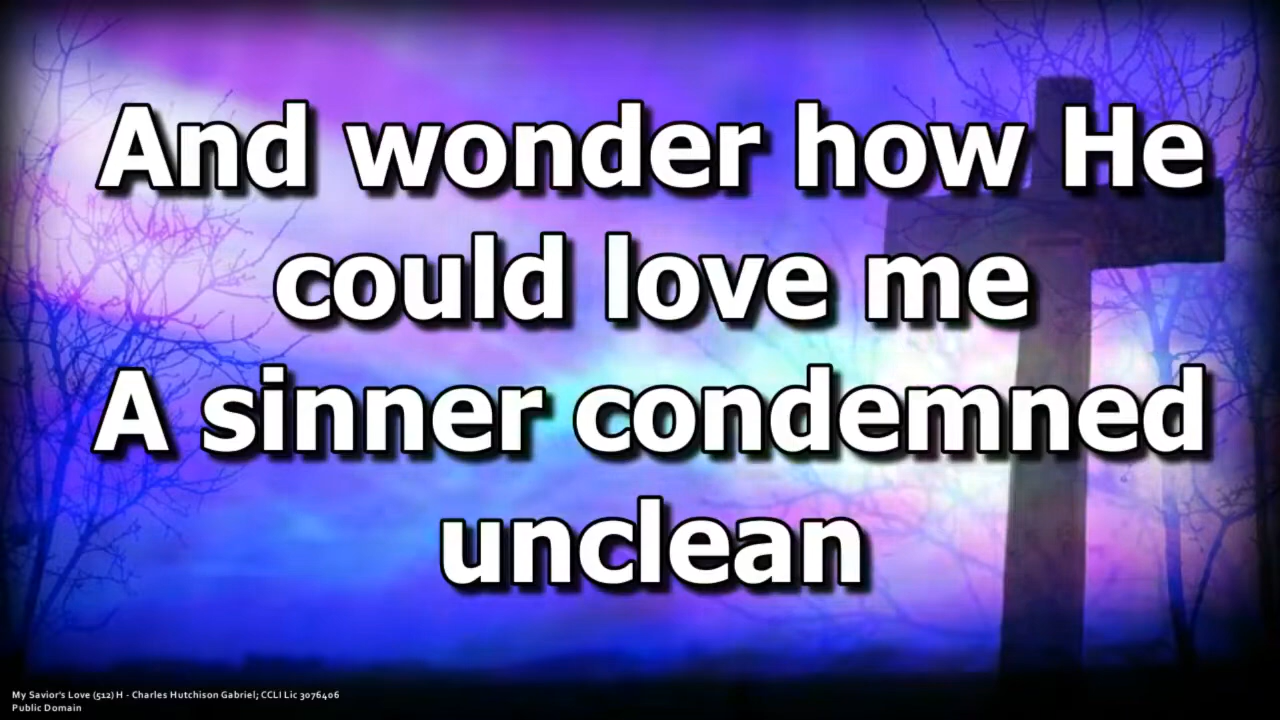 And wonder how He
could love me
A sinner condemned
unclean
My Savior's Love (512) H - Charles Hutchison Gabriel; CCLI Lic 3076406
Public Domain